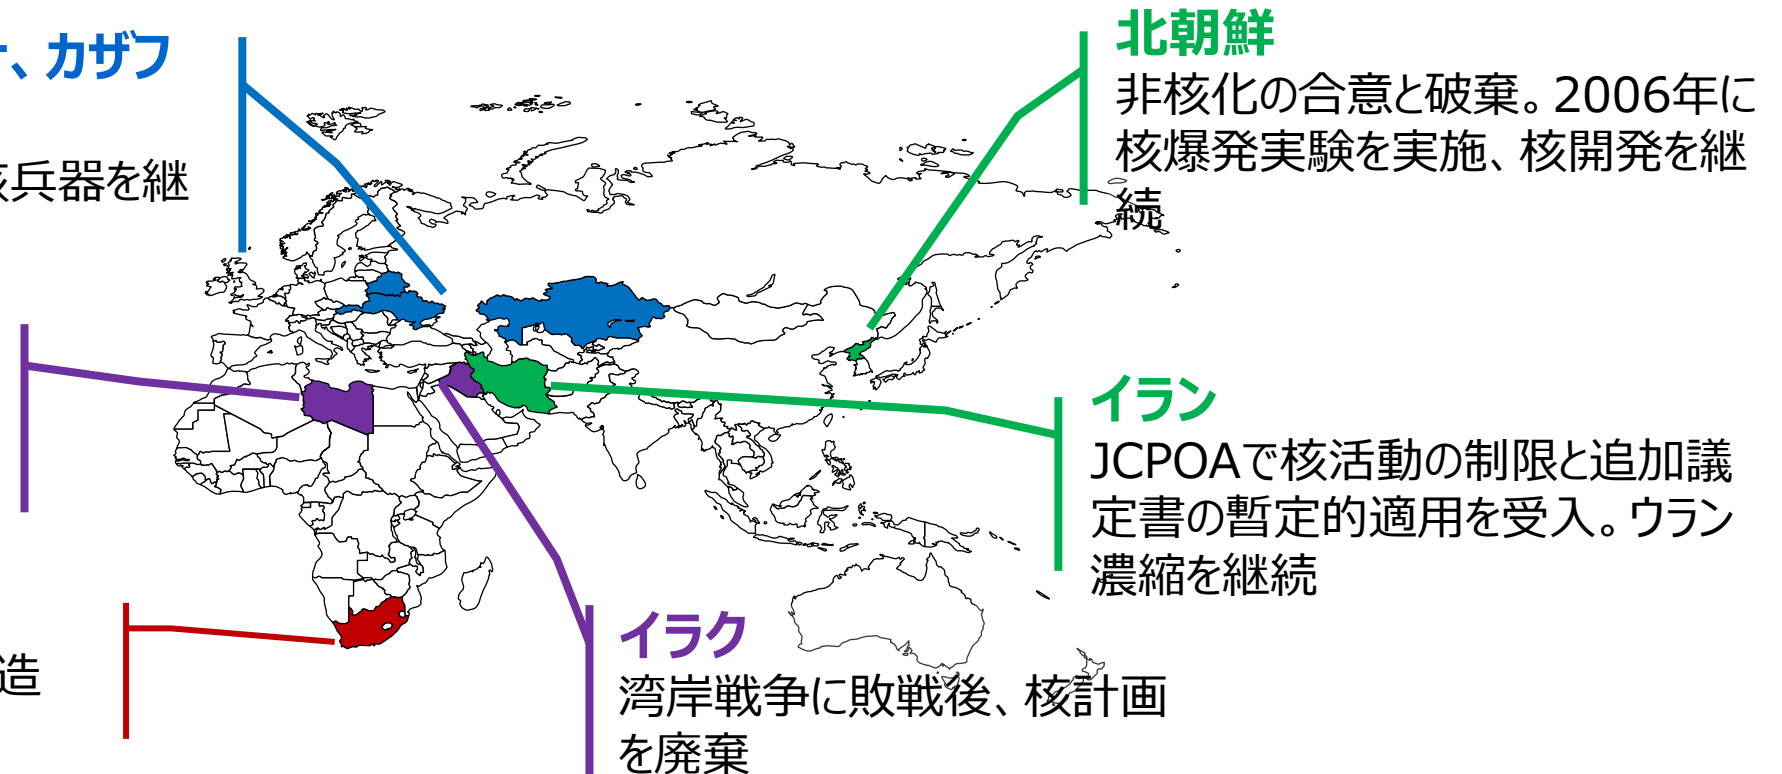 、カザフ
核兵器を継
造
北朝鮮
非核化の合意と破棄。2006年に
核爆発実験を実施、核開発を継
続
イラン
JCPOAで核活動の制限と追加議
定書の暫定的適用を受入。ウラン
濃縮を継続
イラク
湾岸戦争に敗戦後、核計画
を廃棄